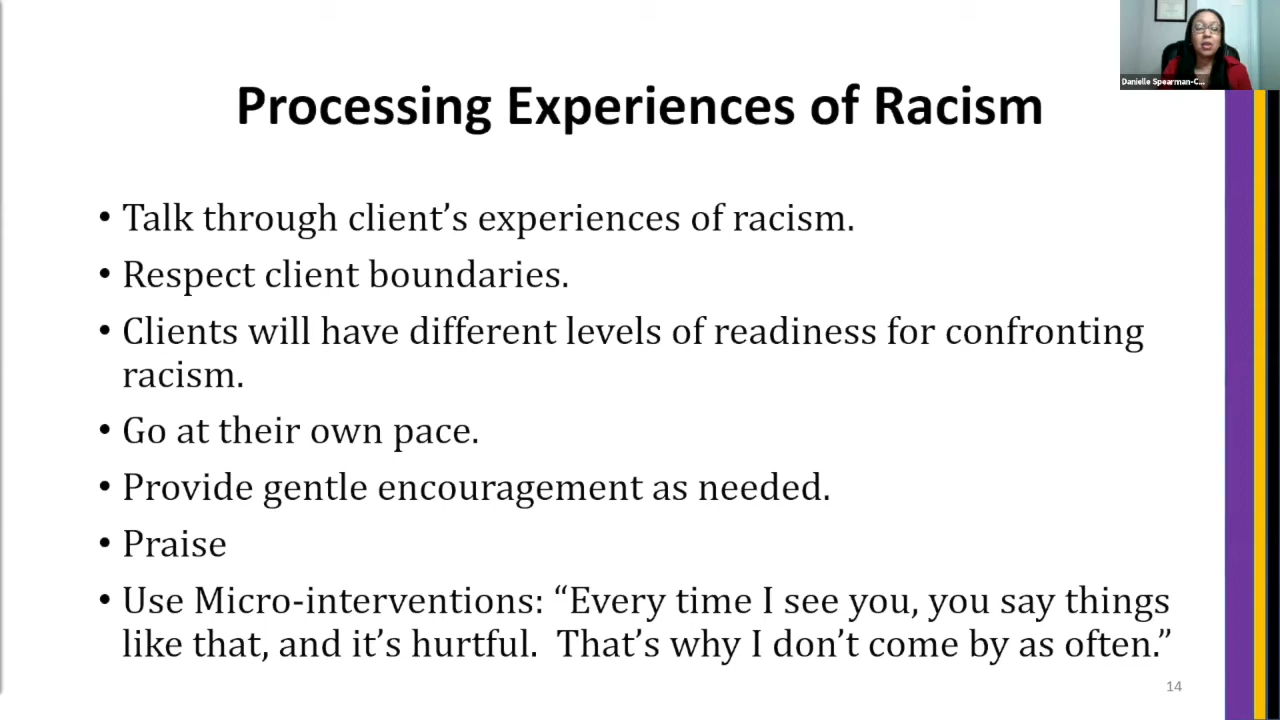 Danielle Spearman-C...
Processing Experiences of Racism
• Talk through client’s experiences of racism.
• Respect client boundaries.
• Clients will have different levels of readiness for confronting
racism.
• Go at their own pace.
• Provide gentle encouragement as needed.
• Praise
• Use Micro-interventions: “Every time I see you, you say things
like that, and it’s hurtful.  That’s why I don’t come by as often.”
14